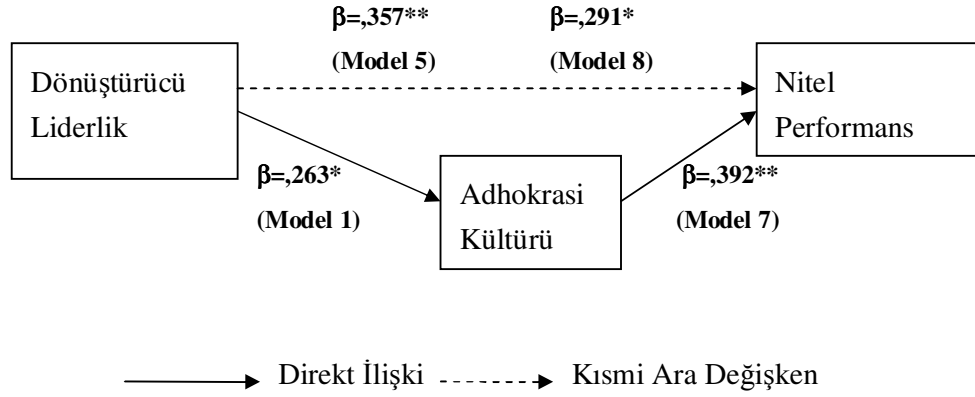 β=,357** β=,291*
(Model 5) (Model 8)
Dönüştürücü
Liderlik
Nitel
Performans
β=,263*
(Model 1)
Adhokrasi
Kültürü
β=,392**
(Model 7)
Direkt İlişki Kısmi Ara Değişken